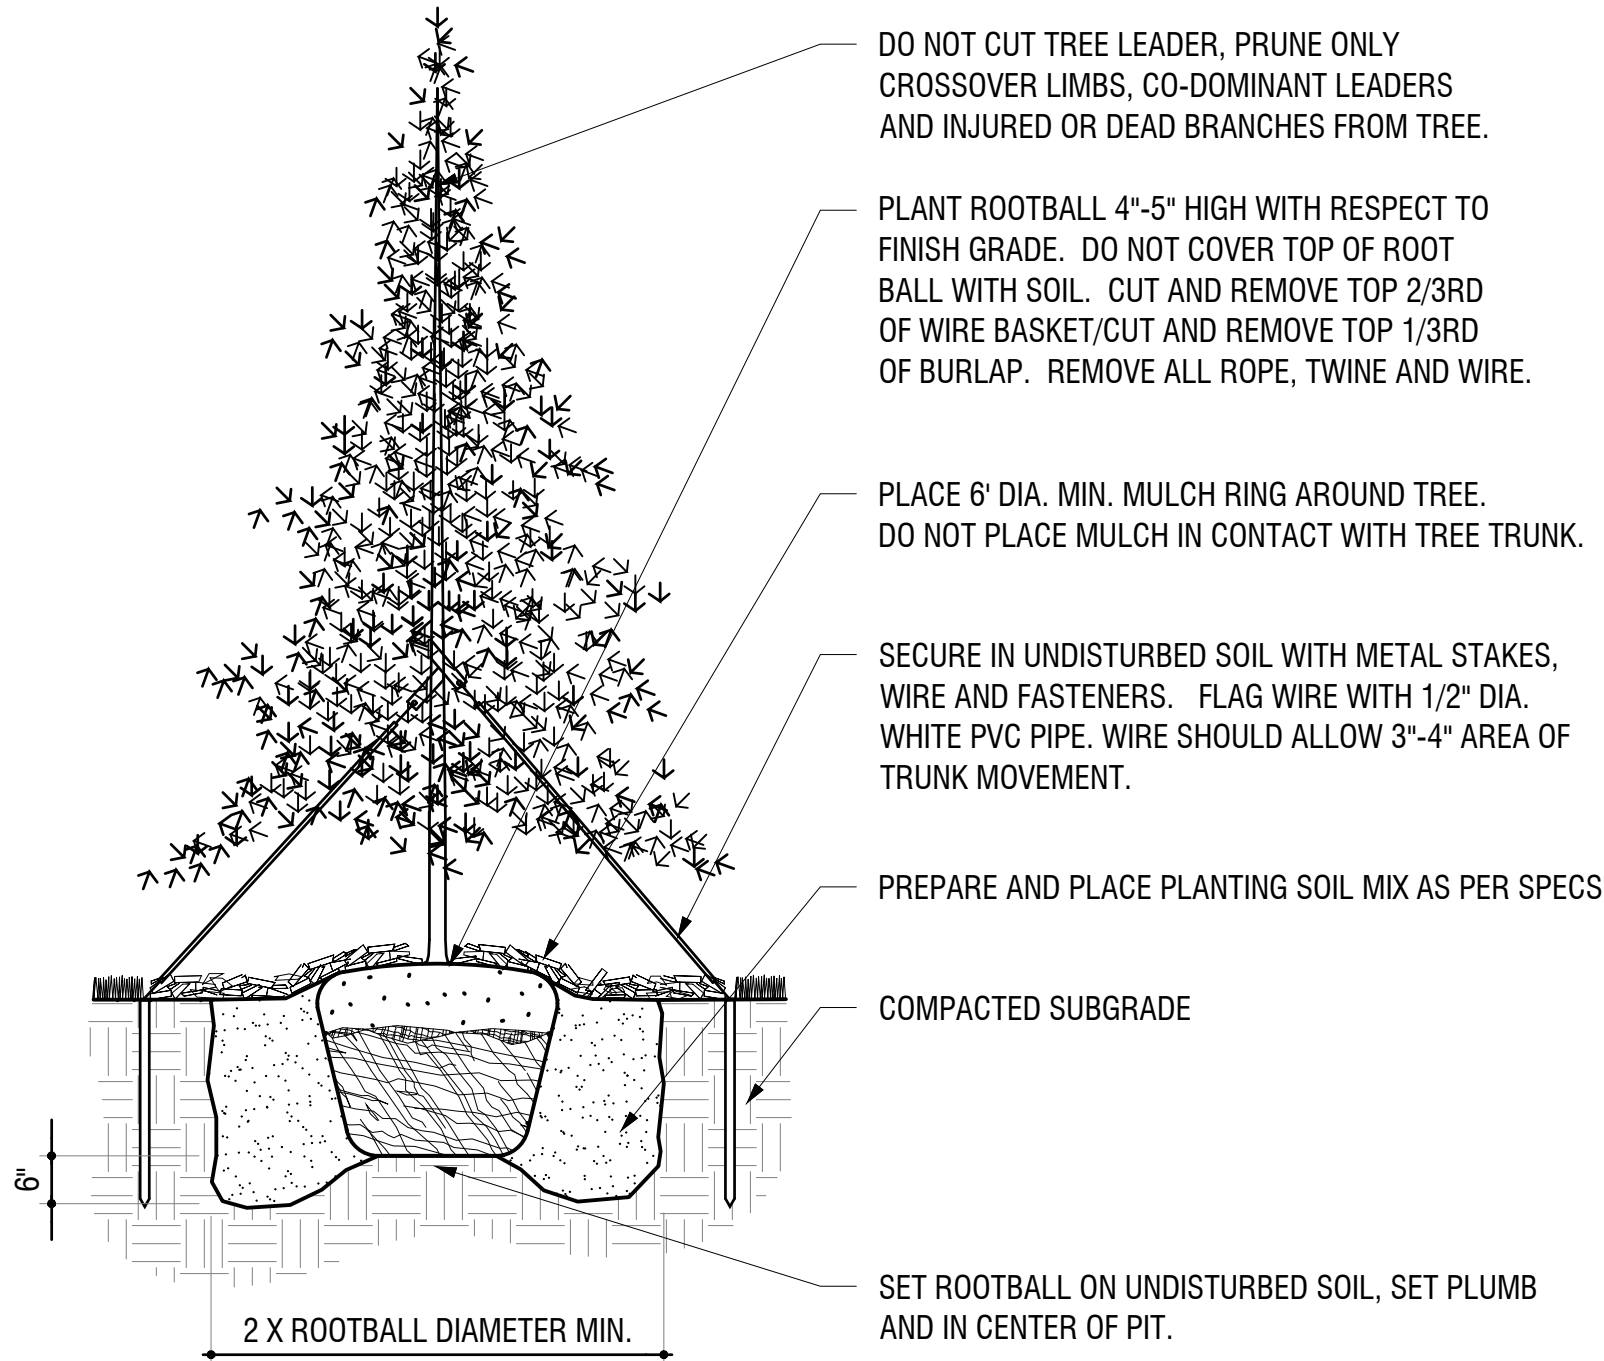 DO NOT CUT TREE LEADER, PRUNE ONLY
CROSSOVER LIMBS, CO-DOMINANT LEADERS
AND INJURED OR DEAD BRANCHES FROM TREE.
PLANT ROOTBALL 4"-5" HIGH WITH RESPECT TO
FINISH GRADE.  DO NOT COVER TOP OF ROOT
BALL WITH SOIL.  CUT AND REMOVE TOP 2/3RD
OF WIRE BASKET/CUT AND REMOVE TOP 1/3RD
OF BURLAP.  REMOVE ALL ROPE, TWINE AND WIRE.
PLACE 6' DIA. MIN. MULCH RING AROUND TREE.
DO NOT PLACE MULCH IN CONTACT WITH TREE TRUNK.
SECURE IN UNDISTURBED SOIL WITH METAL STAKES,
WIRE AND FASTENERS.   FLAG WIRE WITH 1/2" DIA.
WHITE PVC PIPE. WIRE SHOULD ALLOW 3"-4" AREA OF
TRUNK MOVEMENT.
PREPARE AND PLACE PLANTING SOIL MIX AS PER SPECS
COMPACTED SUBGRADE
6"
SET ROOTBALL ON UNDISTURBED SOIL, SET PLUMB
AND IN CENTER OF PIT.
2 X ROOTBALL DIAMETER MIN.